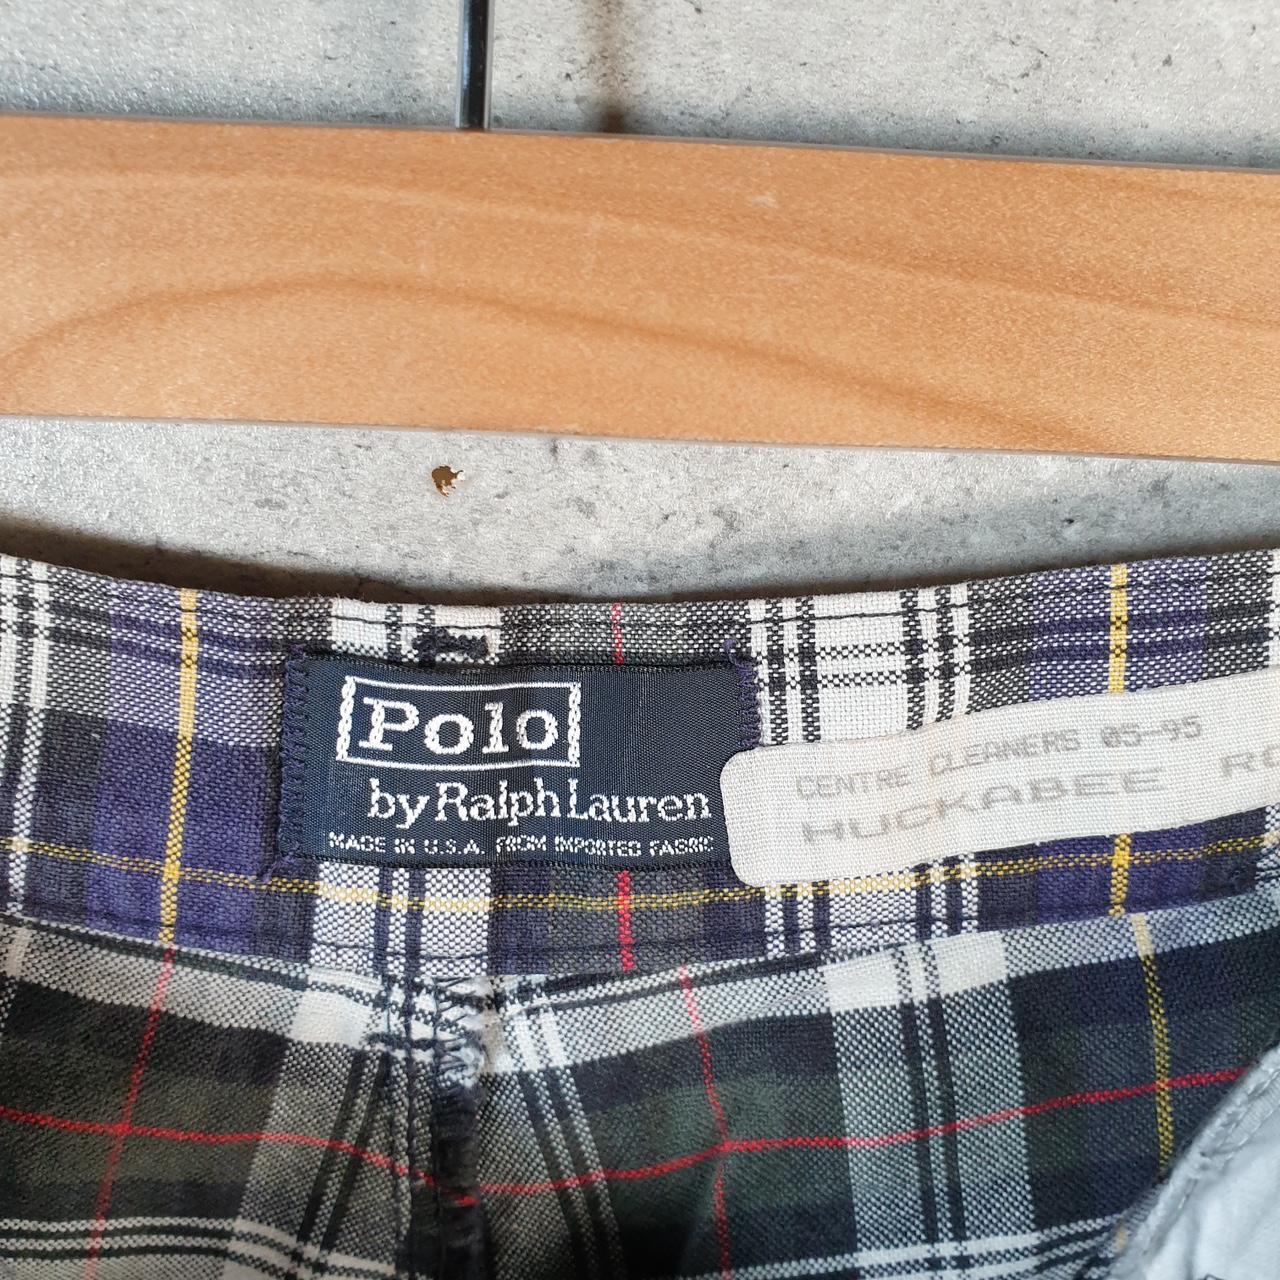 Polo
by Ralph Lauren
MADE IN U.S.A. FROM IMPORTED FABRIC
CENTRE CLEANERS 05-95
HUCKABEE